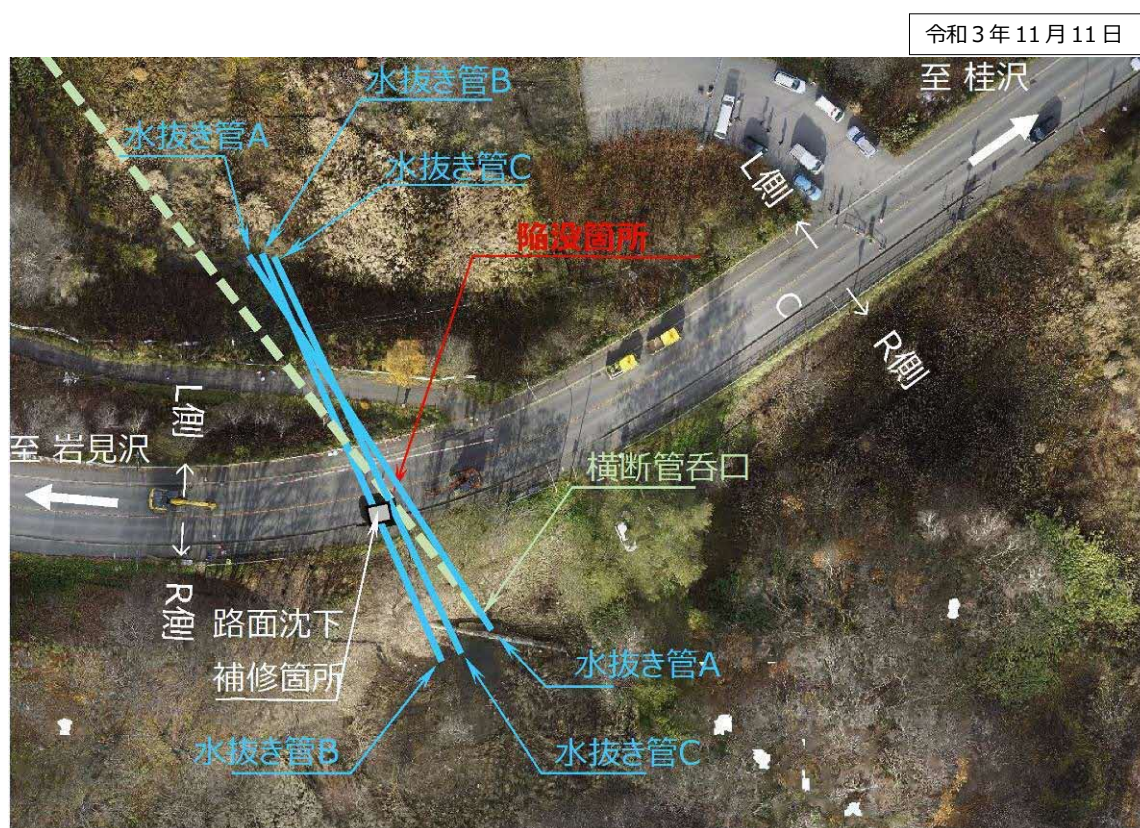 令和3年11月11日
至 桂沢
水抜き管B
水抜き管A
水抜き管C
L側
陥没箇所
R側
L側
至 岩見沢
横断管呑口
R側
路面沈下
補修箇所
水抜き管A
水抜き管B
水抜き管C